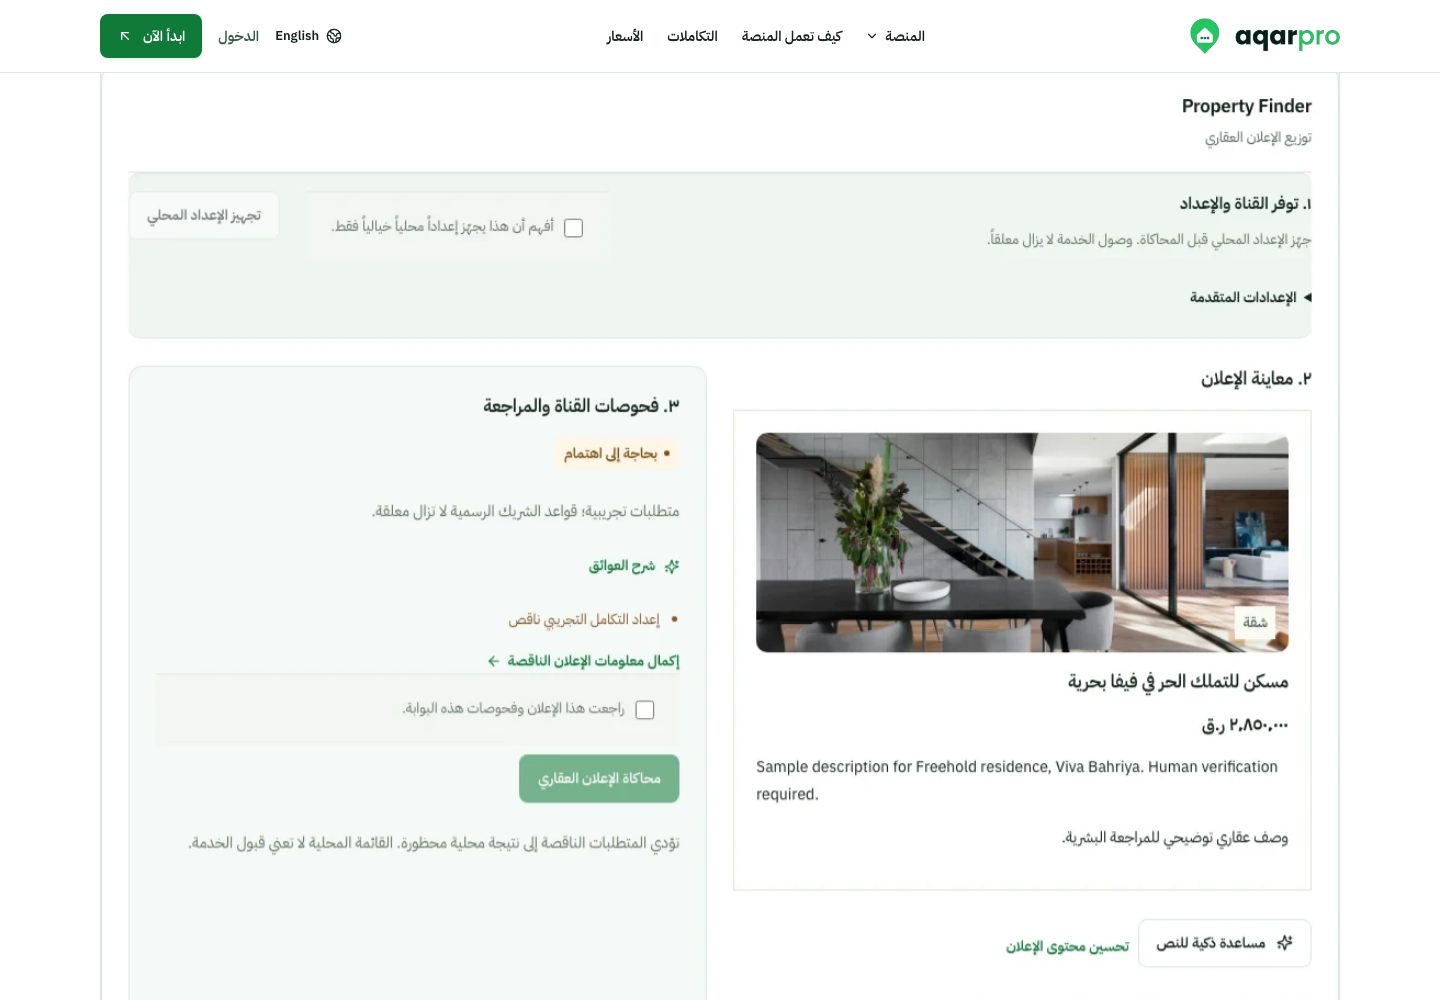 aqarpro
المنصة
كيف تعمل المنصة
التكاملات
الأسعار
English
الدخول
ابدأ الآن
Property Finder
توزيع الإعلان العقاري
١. توفر القناة والإعداد
جهّز الإعداد المحلي قبل المحاكاة. وصول الخدمة لا يزال معلقاً.
أفهم أن هذا يجهّز إعداداً محلياً خيالياً فقط.
تجهيز الإعداد المحلي
الإعدادات المتقدمة
٢. معاينة الإعلان
شقة
مسكن للتملك الحر في فيفا بحرية
٢,٨٥٠,٠٠٠ ر.ق
Sample description for Freehold residence, Viva Bahriya. Human verification
required.
وصف عقاري توضيحي للمراجعة البشرية.
مساعدة ذكية للنص
تحسين محتوى الإعلان
٣. فحوصات القناة والمراجعة
• بحاجة إلى اهتمام
متطلبات تجريبية؛ قواعد الشريك الرسمية لا تزال معلقة.
شرح العوائق
• إعداد التكامل التجريبي ناقص
إكمال معلومات الإعلان الناقصة ←
راجعت هذا الإعلان وفحوصات هذه البوابة.
محاكاة الإعلان العقاري
تؤدي المتطلبات الناقصة إلى نتيجة محلية محظورة. القائمة المحلية لا تعني قبول الخدمة.